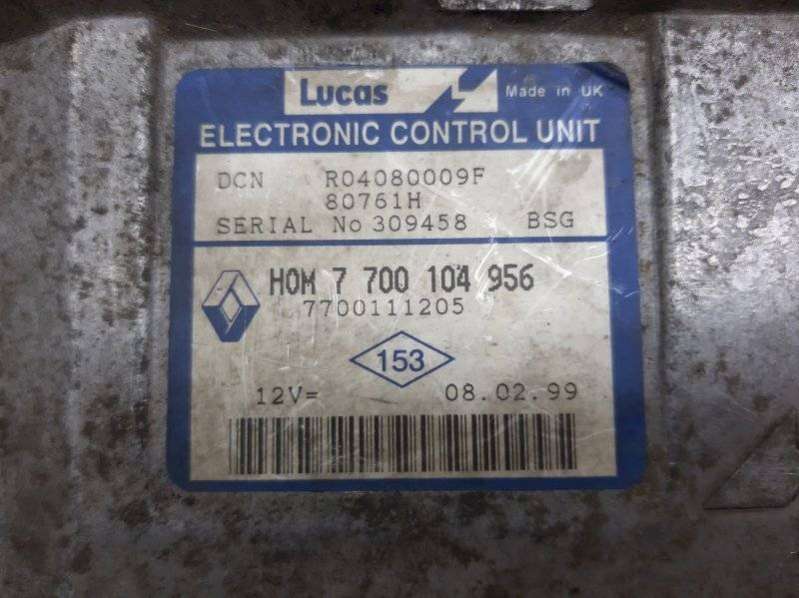 Lucas Made in UK
ELECTRONIC CONTROL UNIT
DCN R04080009F
80761H
SERIAL No 309458 BSG
HOM 7 700 104 956
7700111205
153
12V= 08.02.99